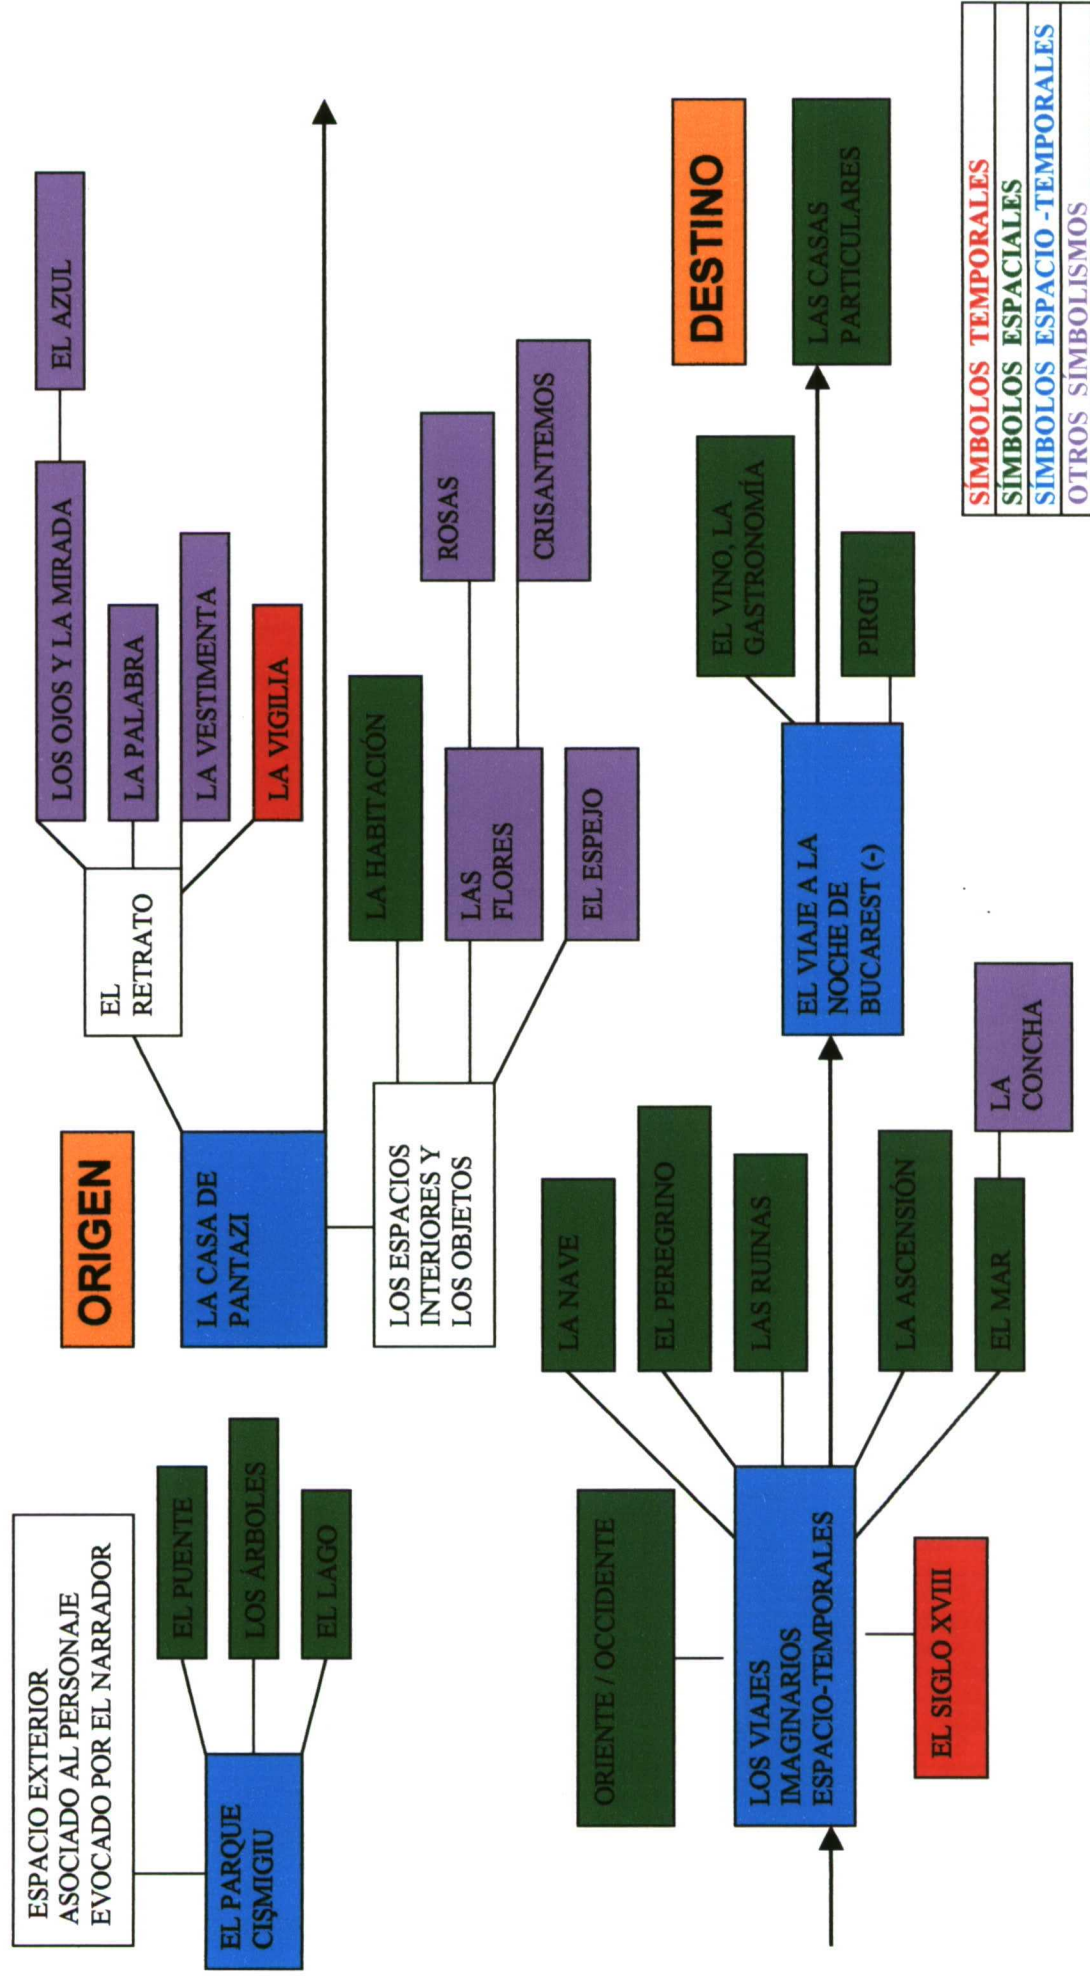 ESPACIO EXTERIOR
ASOCIADO AL PERSONAJE
EVOCADO POR EL NARRADOR
EL PARQUE
CIŞMIGIU
EL PUENTE
LOS ÁRBOLES
EL LAGO
ORIGEN
LA CASA DE
PANTAZI
EL
RETRATO
LOS OJOS Y LA MIRADA
EL AZUL
LA PALABRA
LA VESTIMENTA
LA VIGILIA
LOS ESPACIOS
INTERIORES Y
LOS OBJETOS
LA HABITACIÓN
LAS
FLORES
ROSAS
CRISANTEMOS
EL ESPEJO
ORIENTE / OCCIDENTE
LOS VIAJES
IMAGINARIOS
ESPACIO-TEMPORALES
EL SIGLO XVIII
LA NAVE
EL PEREGRINO
LAS RUINAS
LA ASCENSIÓN
EL MAR
LA
CONCHA
EL VIAJE A LA
NOCHE DE
BUCAREST (-)
EL VINO, LA
GASTRONOMÍA
PIRGU
DESTINO
LAS CASAS
PARTICULARES
SÍMBOLOS TEMPORALES
SÍMBOLOS ESPACIALES
SÍMBOLOS ESPACIO -TEMPORALES
OTROS SÍMBOLISMOS